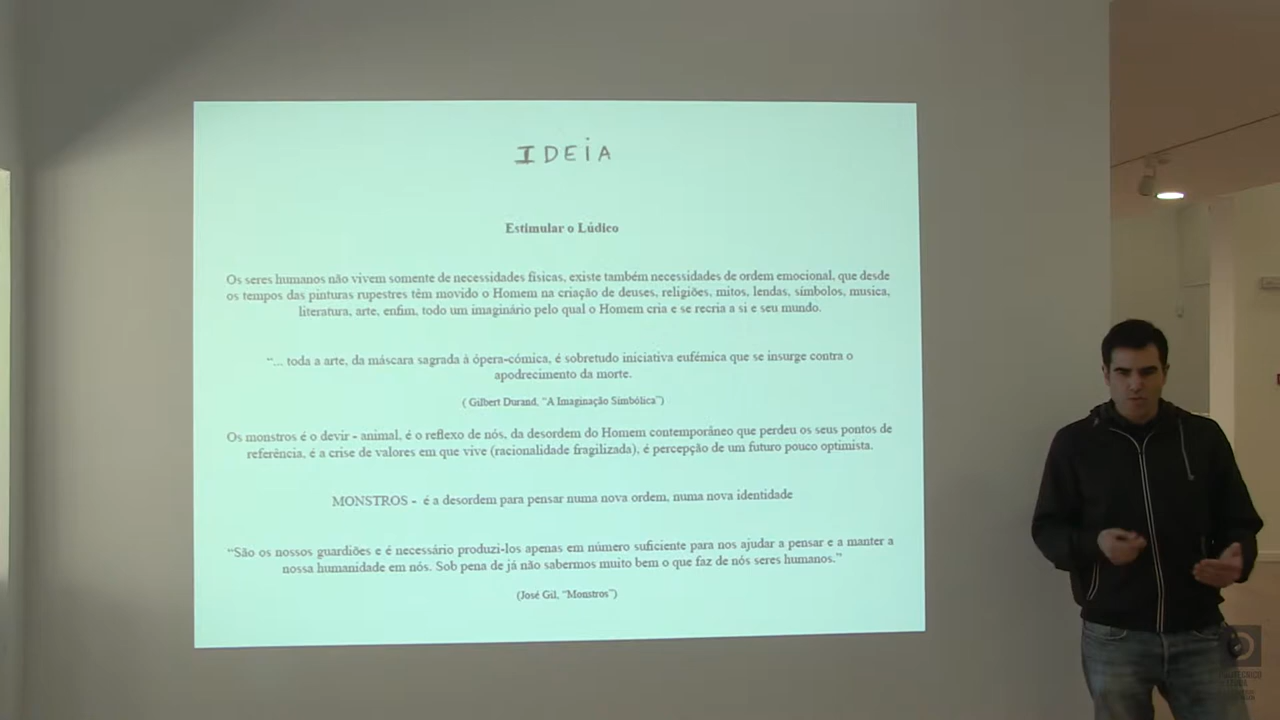 IDEiA
Estimular o Lúdico
Os seres humanos não vivem somente de necessidades físicas, existe também necessidades de ordem emocional, que desde
os tempos das pinturas rupestres têm movido o Homem na criação de deuses, religiões, mitos, lendas, símbolos, musica,
literatura, arte, enfim, todo um imaginário pelo qual o Homem cria e se recria a si e seu mundo.
“... toda a arte, da máscara sagrada à ópera-cómica, é sobretudo iniciativa eufémica que se insurge contra o
apodrecimento da morte.
( Gilbert Durand, “A Imaginação Simbólica”)
Os monstros é o devir - animal, é o reflexo de nós, da desordem do Homem contemporâneo que perdeu os seus pontos de
referência, é a crise de valores em que vive (racionalidade fragilizada), é percepção de um futuro pouco optimista.
MONSTROS - é a desordem para pensar numa nova ordem, numa nova identidade
“São os nossos guardiões e é necessário produzi-los apenas em número suficiente para nos ajudar a pensar e a manter a
nossa humanidade em nós. Sob pena de já não sabermos muito bem o que faz de nós seres humanos.”
(José Gil, “Monstros”)